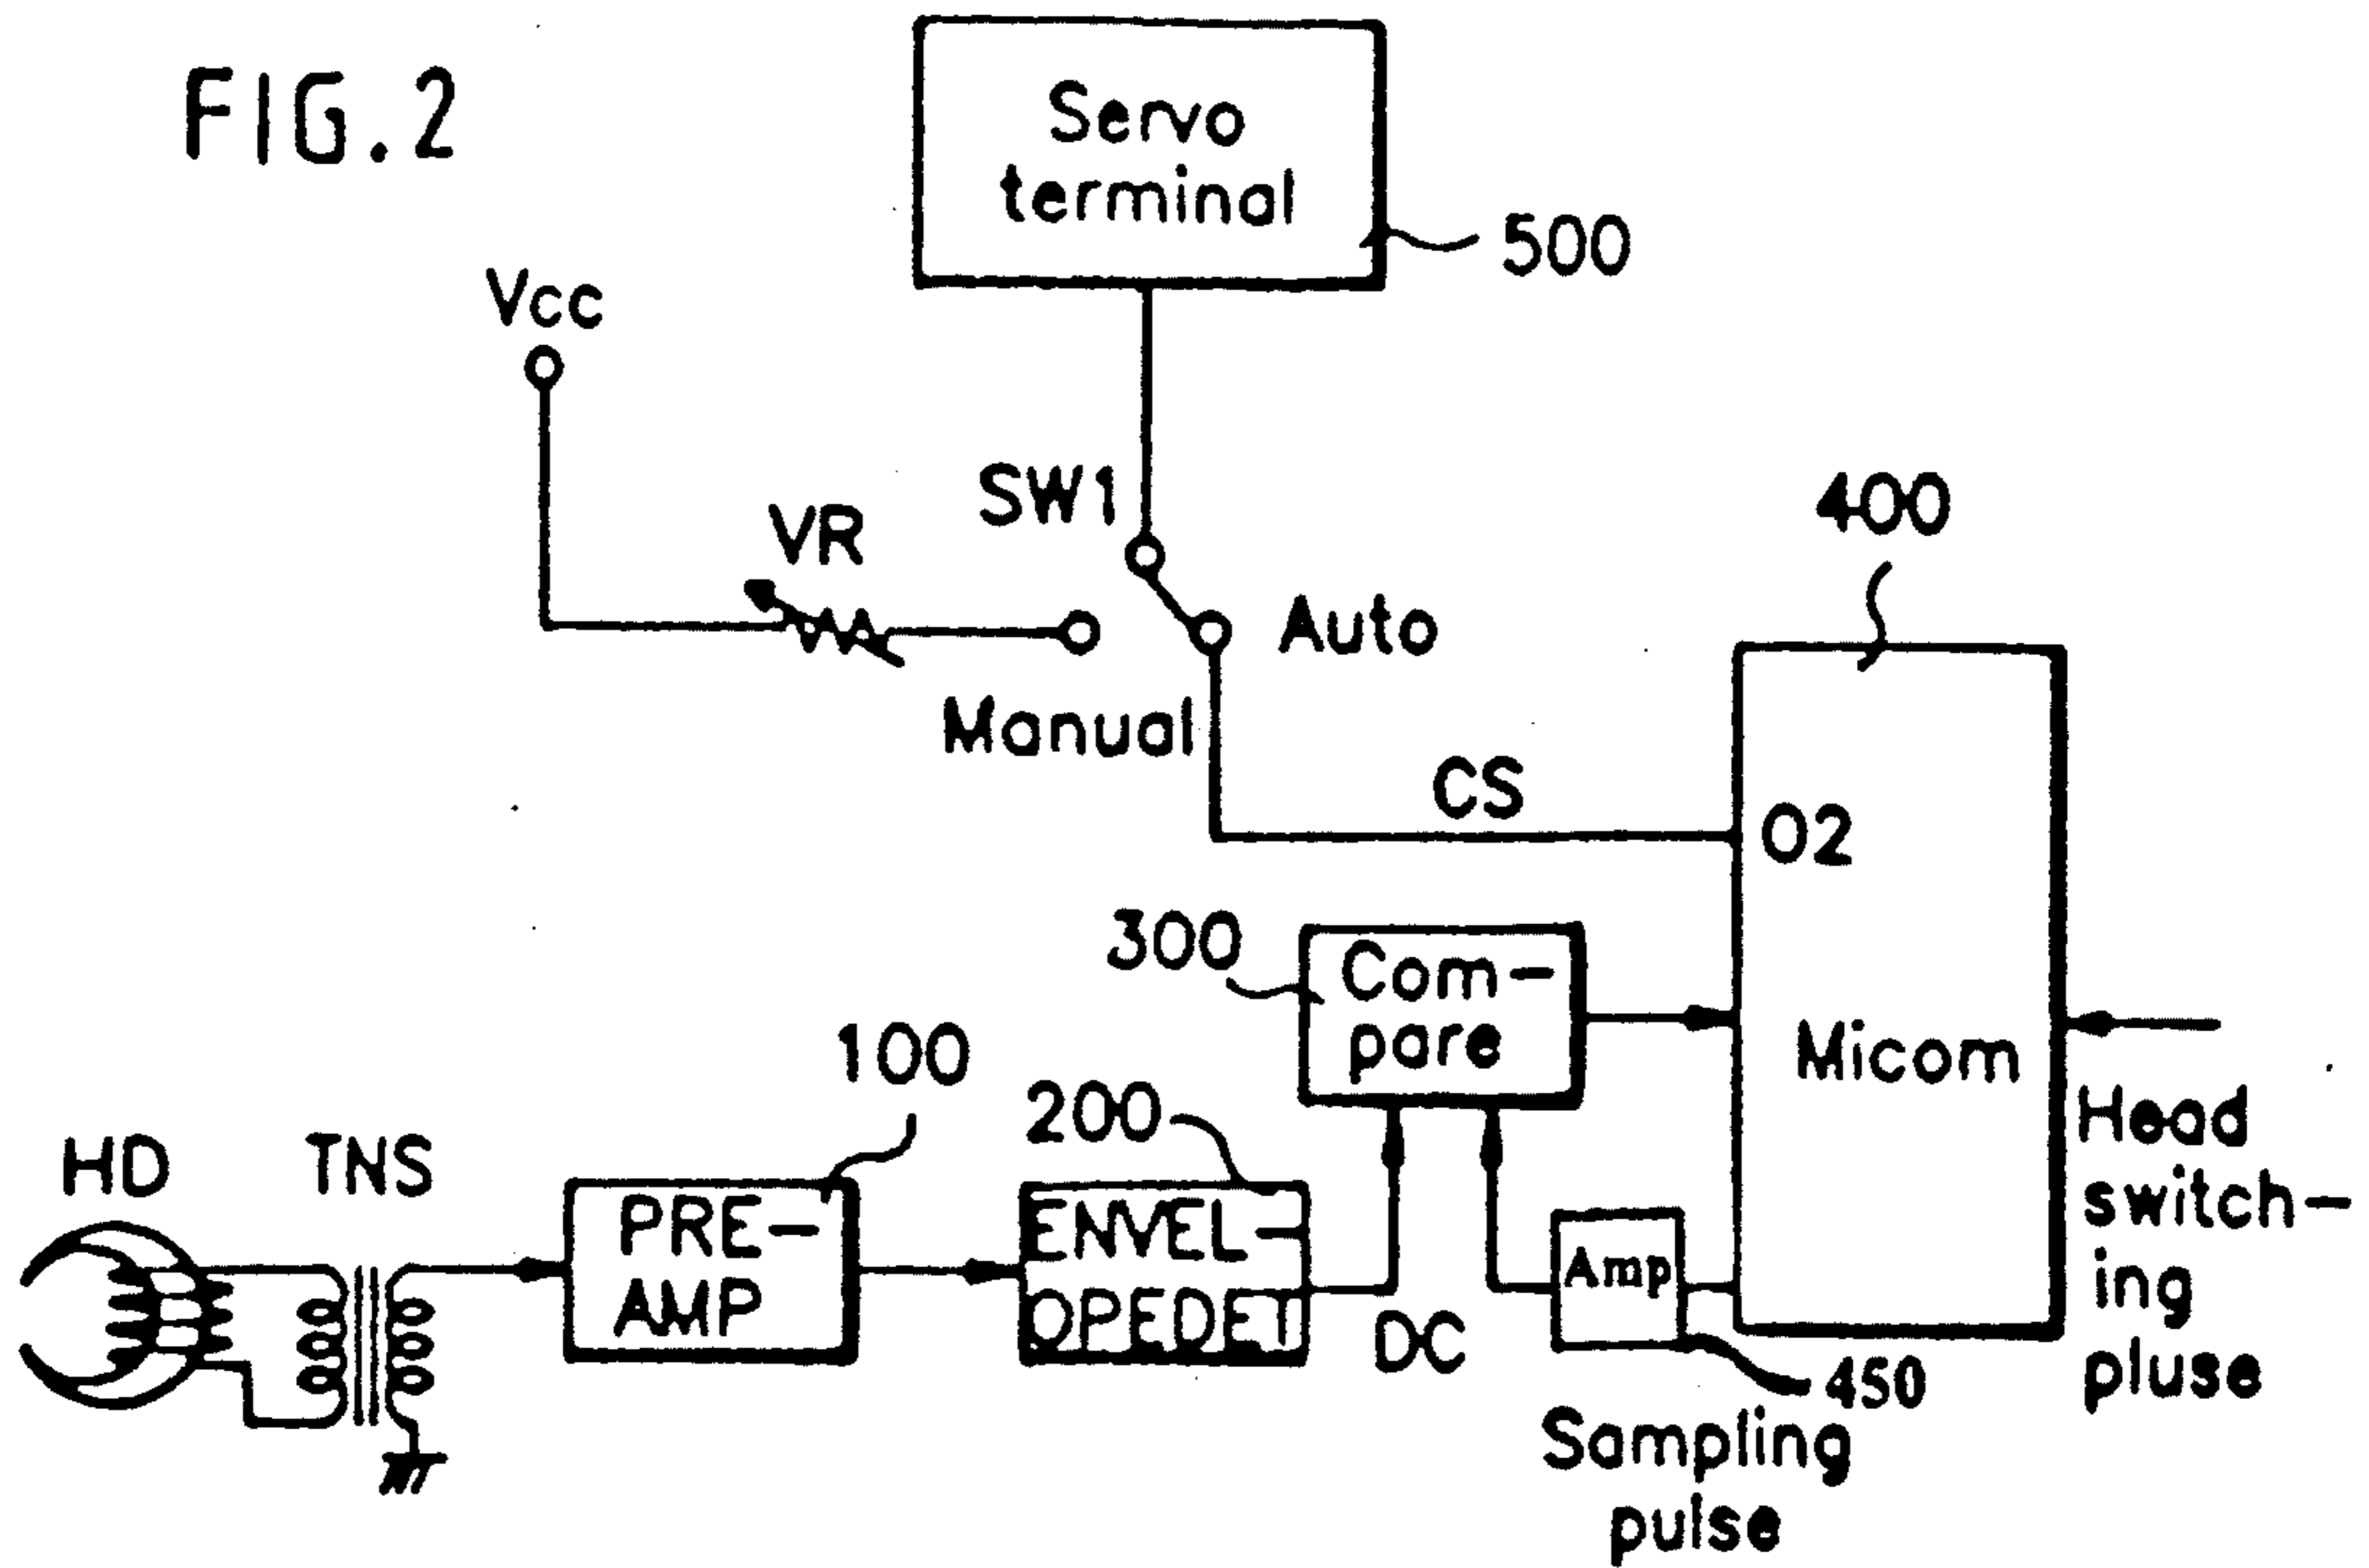 FIG.2
Servo
terminal
500
Vcc
SW1
VR
400
Auto
Manual
CS
O2
300
Com-
pare
100
200
Micom
Head
switch-
ing
pluse
HD
TNS
PRE-
AMP
ENVEL-
OPEDET
DC
Amp
450
Sampling
pulse